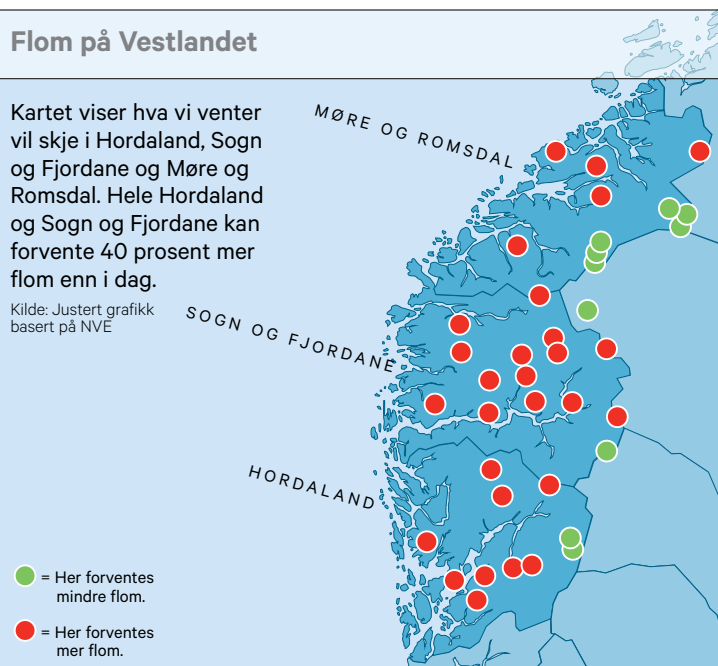 Flom på Vestlandet
Kartet viser hva vi venter
vil skje i Hordaland, Sogn
og Fjordane og Møre og
Romsdal. Hele Hordaland
og Sogn og Fjordane kan
forvente 40 prosent mer
flom enn i dag.
Kilde: Justert grafikk
basert på NVE
MØRE OG ROMSDAL
SOGN OG FJORDANE
HORDALAND
= Her forventes
mindre flom.
= Her forventes
mer flom.